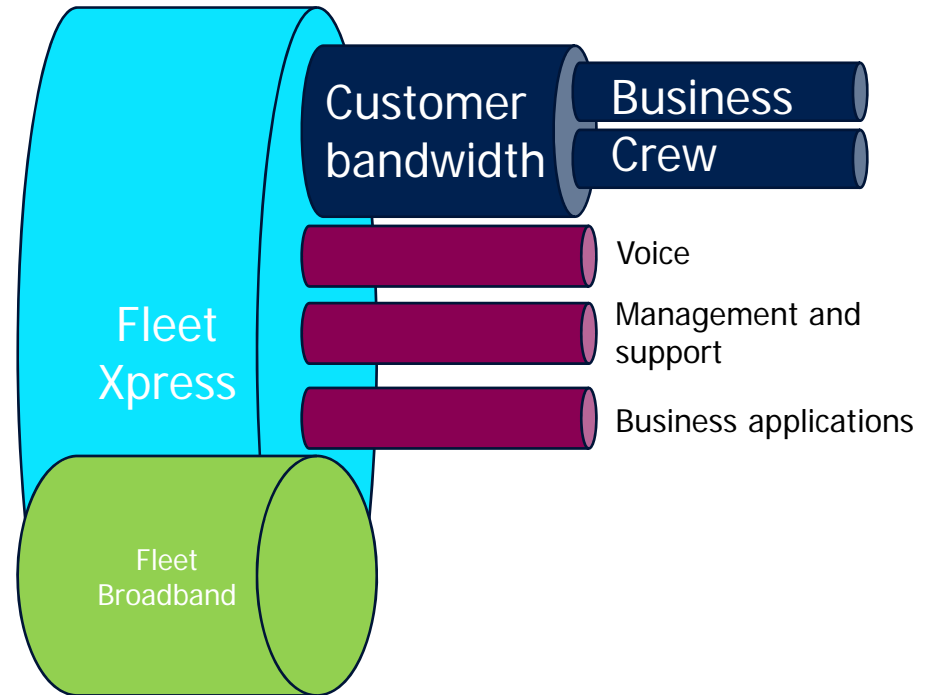 Customer
bandwidth
Business
Crew
Voice
Management and
support
Business applications
Fleet
Xpress
Fleet
Broadband